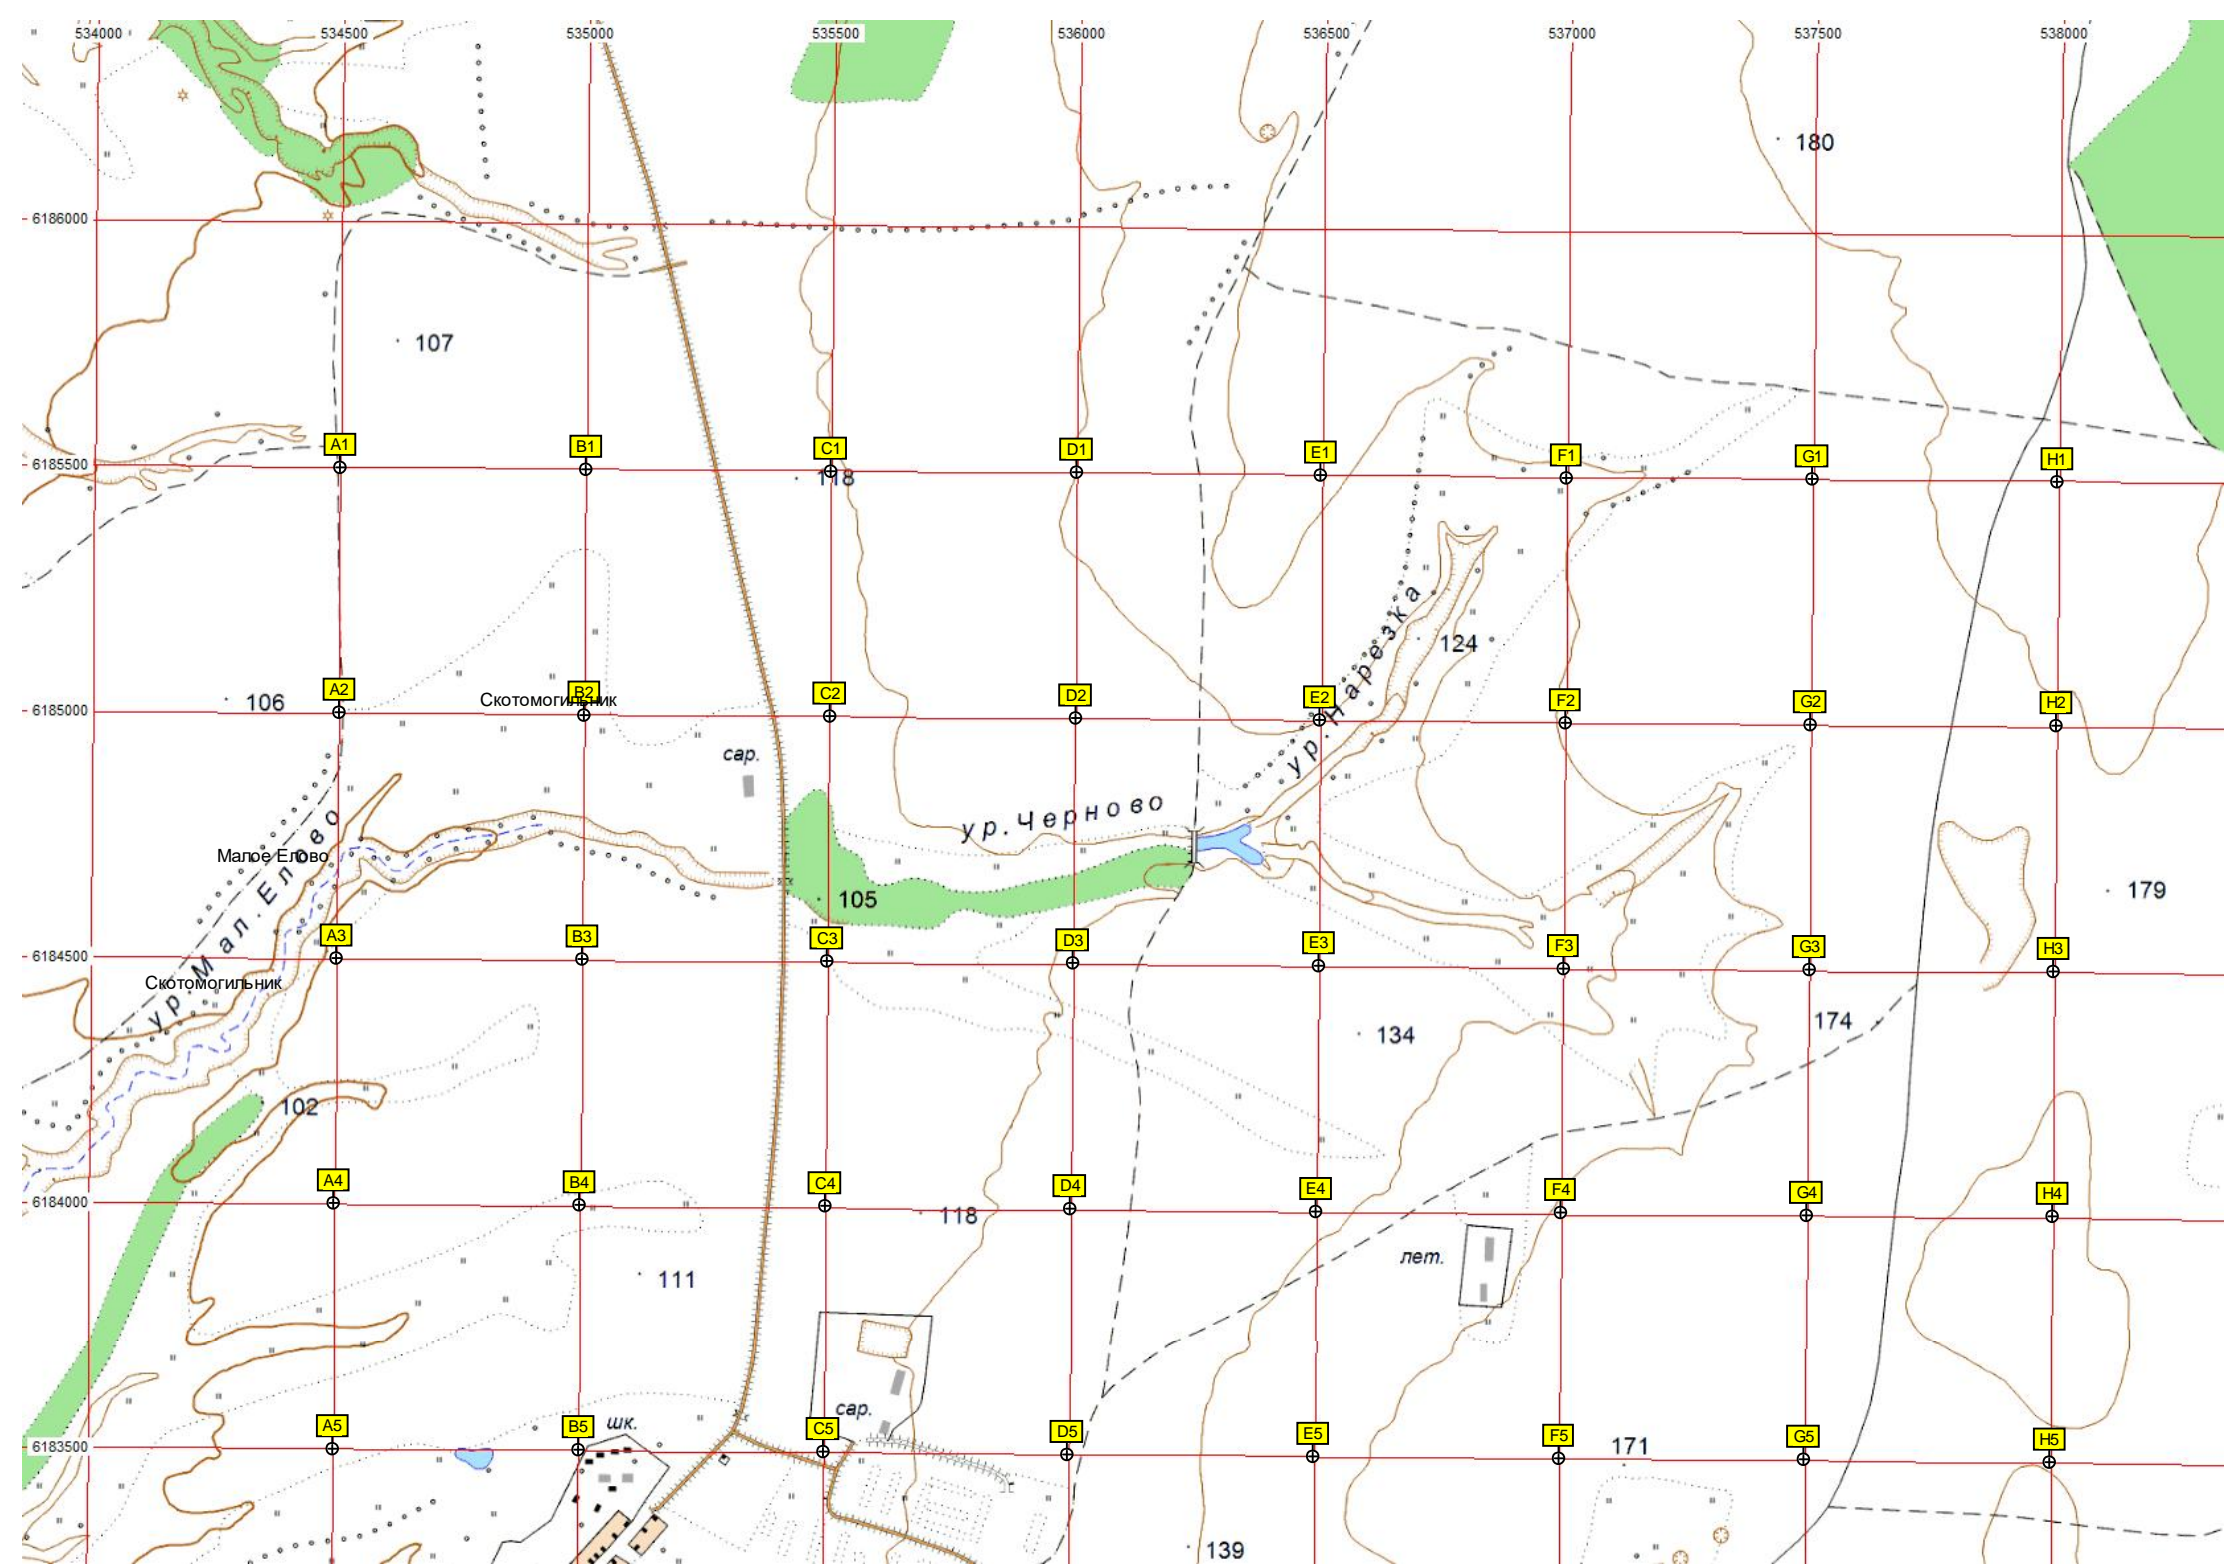 534000 534500 535000 535500 536000 536500 537000 537500 538000
180
6186000
107
A1 B1 C1 D1 E1 F1 G1 H1
6185500
118
ур. Нарезка
124
106
A2 B2 C2 D2 E2 F2 G2 H2
Скотомогильник
6185000
сар.
ур. Черново
ур. Мал. Елово
Малое Елово
105
179
A3 B3 C3 D3 E3 F3 G3 H3
6184500
Скотомогильник
174
134
102
A4 B4 C4 D4 E4 F4 G4 H4
6184000
118
лет.
111
сар.
шк.
A5 B5 C5 D5 E5 F5 G5 H5
6183500
171
139